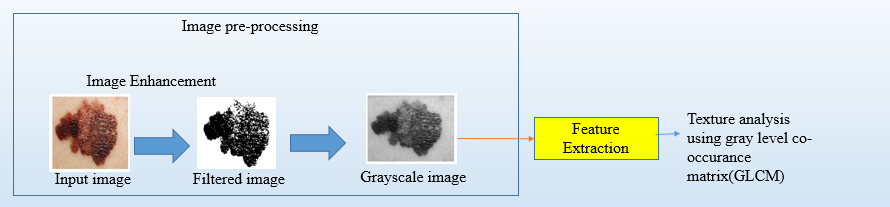 Image pre-processing
Image Enhancement
Input image
Filtered image
Grayscale image
Feature
Extraction
Texture analysis
using gray level co-
occurance
matrix(GLCM)